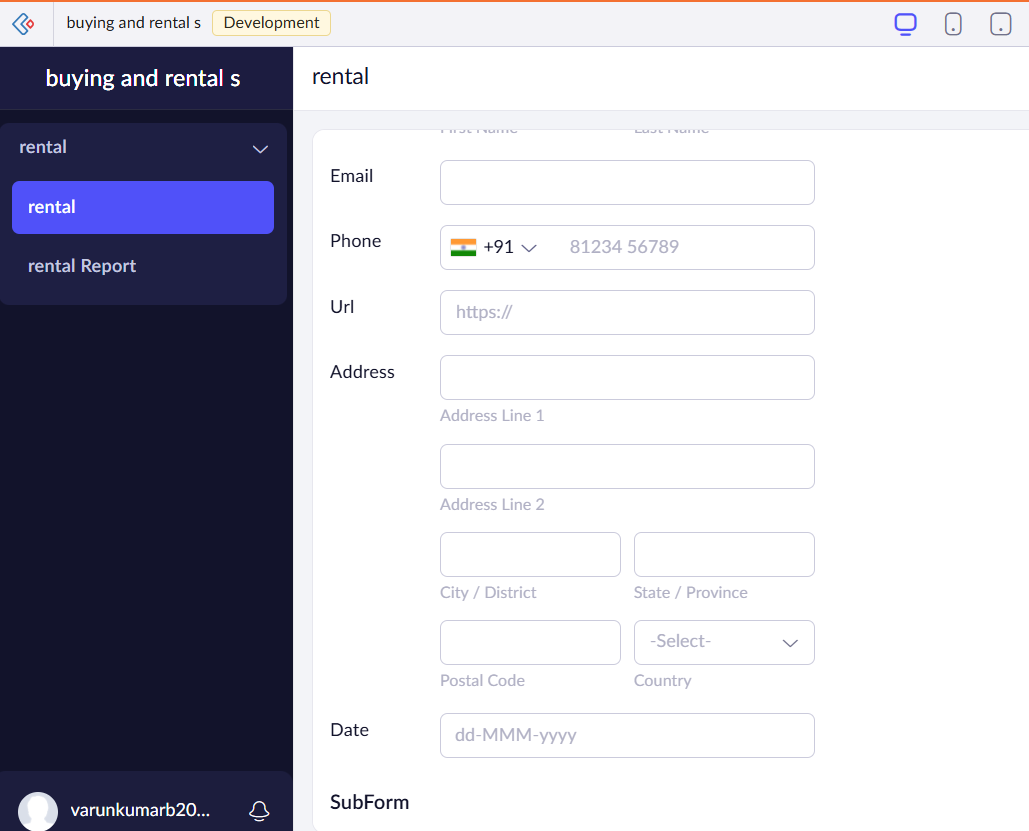 buying and rental s Development
buying and rental s
rental
rental
rental
rental Report
First Name Last Name
Email
Phone +91 81234 56789
Url https://
Address
Address Line 1
Address Line 2
City / District State / Province
-Select-
Postal Code Country
Date dd-MMM-yyyy
SubForm
varunkumarb20...